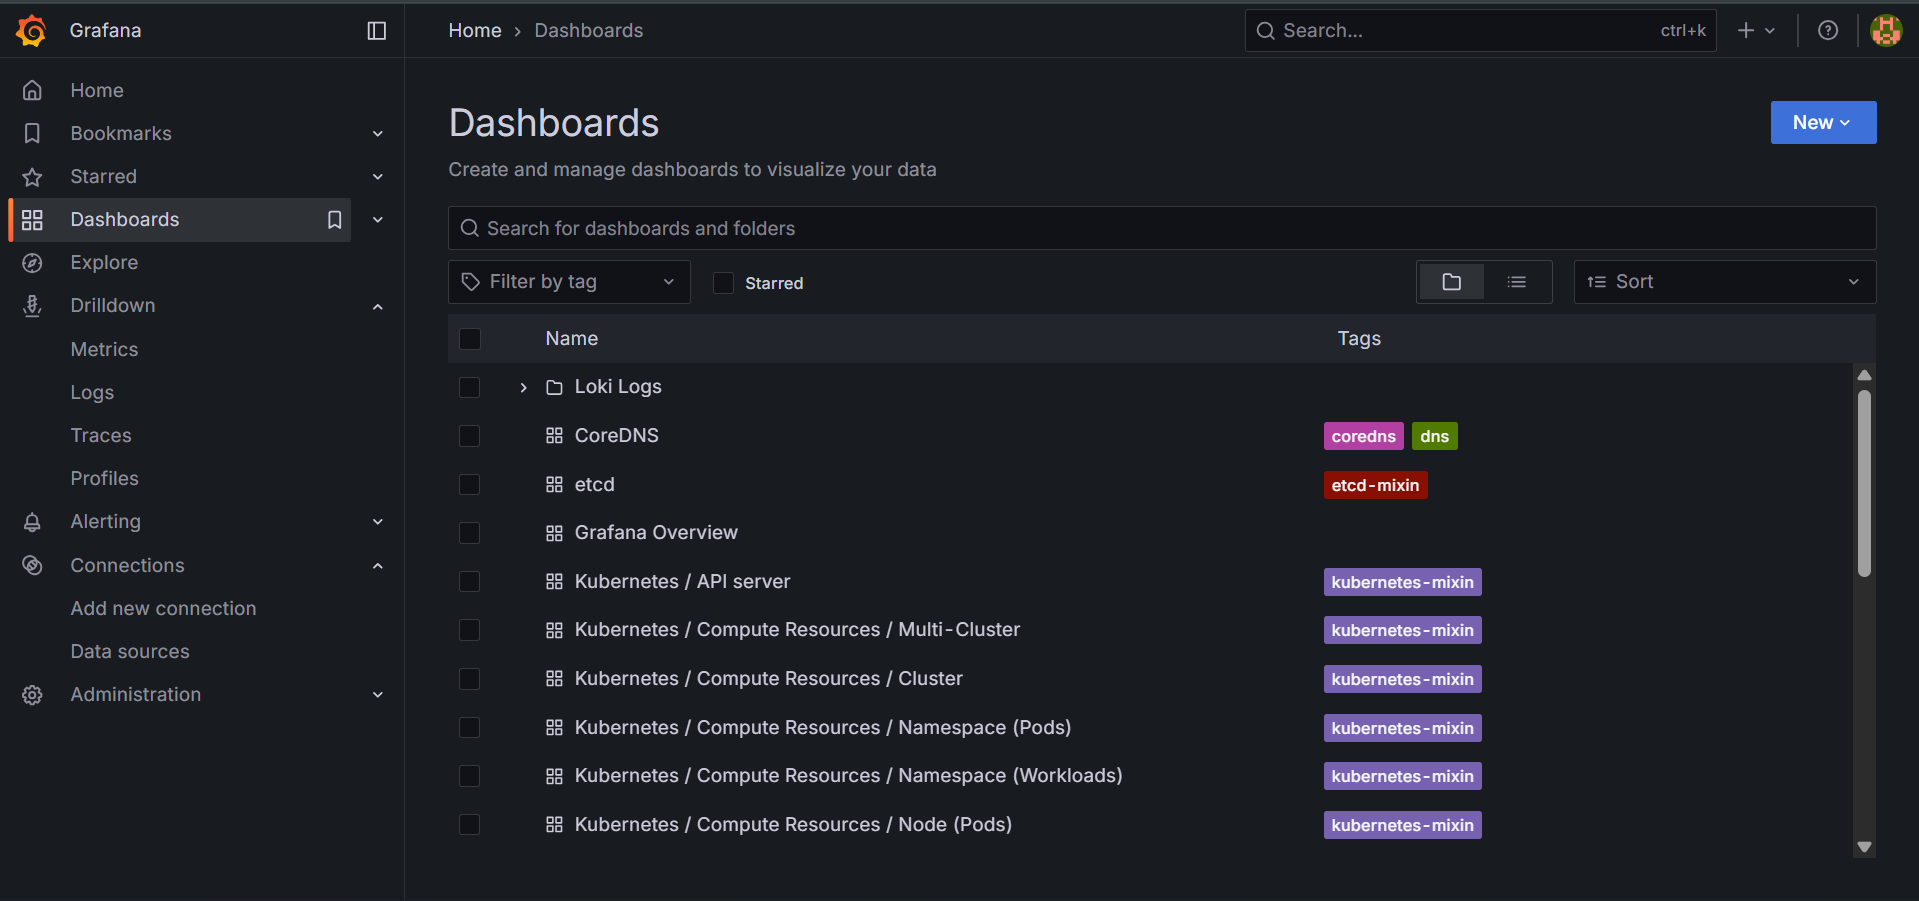 Grafana
Home › Dashboards
Search... ctrl+k
Home
Bookmarks
Starred
Dashboards
Explore
Drilldown
Metrics
Logs
Traces
Profiles
Alerting
Connections
Add new connection
Data sources
Administration
Dashboards
New
Create and manage dashboards to visualize your data
Search for dashboards and folders
Filter by tag
Starred
Sort
Name Tags
Loki Logs
CoreDNS coredns dns
etcd etcd-mixin
Grafana Overview
Kubernetes / API server kubernetes-mixin
Kubernetes / Compute Resources / Multi-Cluster kubernetes-mixin
Kubernetes / Compute Resources / Cluster kubernetes-mixin
Kubernetes / Compute Resources / Namespace (Pods) kubernetes-mixin
Kubernetes / Compute Resources / Namespace (Workloads) kubernetes-mixin
Kubernetes / Compute Resources / Node (Pods) kubernetes-mixin